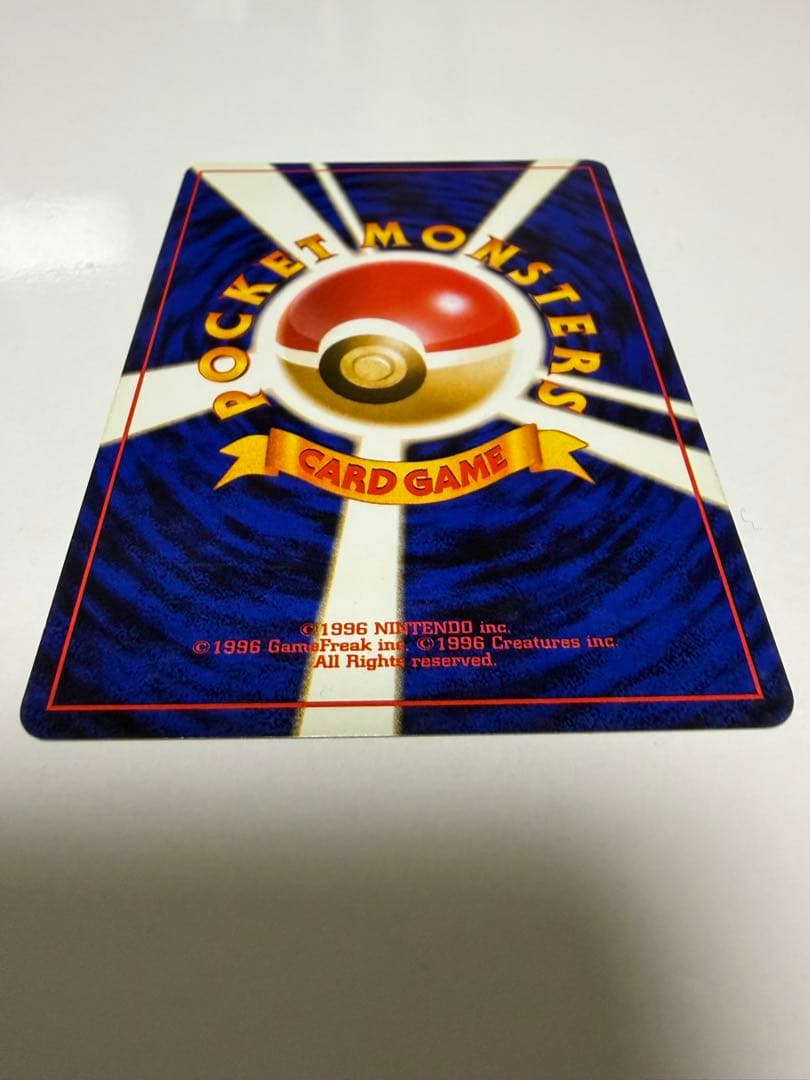 POCKET MONSTERS
CARD GAME
©1996 NINTENDO inc.
©1996 GameFreak inc. ©1996 Creatures inc.
All Rights reserved.